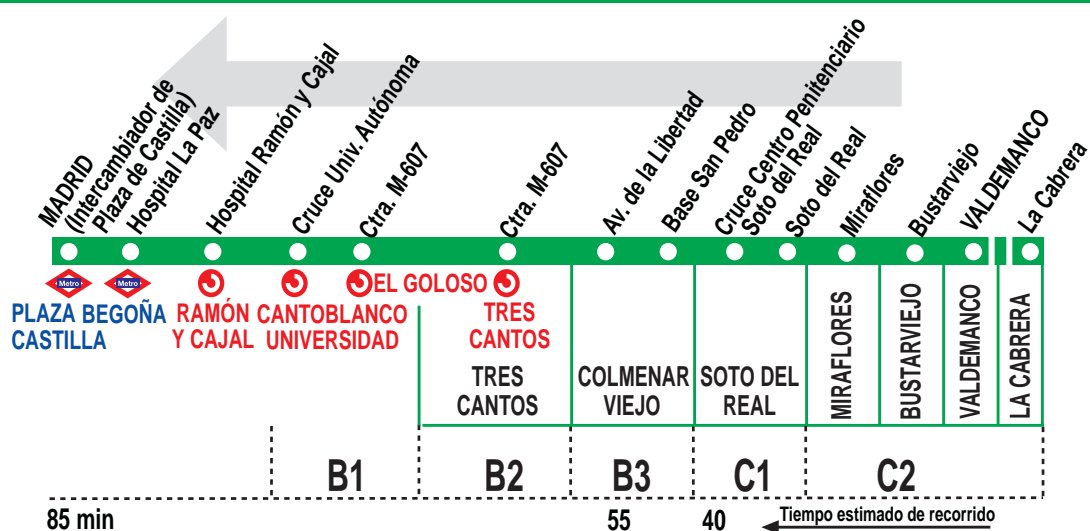 MADRID
(Intercambiador de
Plaza de Castilla)
Hospital La Paz
Hospital Ramón y Cajal
Cruce Univ. Autónoma
Ctra. M-607
Ctra. M-607
Av. de la Libertad
Base San Pedro
Cruce Centro Penitenciario
Soto del Real
Soto del Real
Miraflores
Bustarviejo
VALDEMANCO
La Cabrera
Metro
Metro
PLAZA
CASTILLA
BEGOÑA
RAMÓN
Y CAJAL
CANTOBLANCO
UNIVERSIDAD
EL GOLOSO
TRES
CANTOS
TRES
CANTOS
COLMENAR
VIEJO
SOTO DEL
REAL
MIRAFLORES
BUSTARVIEJO
VALDEMANCO
LA CABRERA
B1
B2
B3
C1
C2
85 min
55
40
Tiempo estimado de recorrido